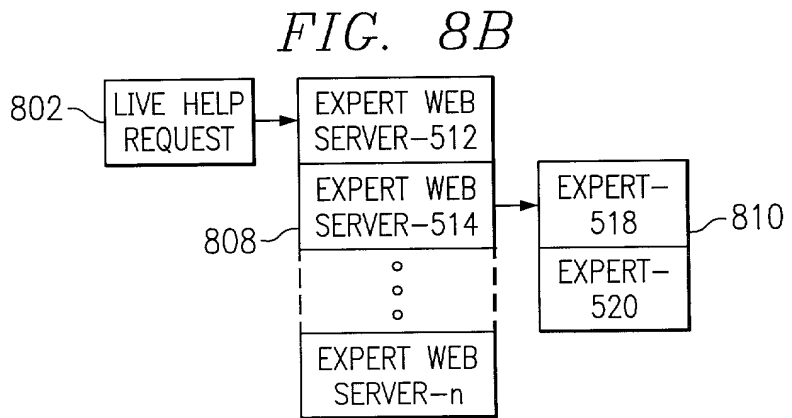 FIG. 8B
802
LIVE HELP
REQUEST
EXPERT WEB
SERVER-512
EXPERT WEB
SERVER-514
808
EXPERT WEB
SERVER-n
EXPERT-
518
EXPERT-
520
810